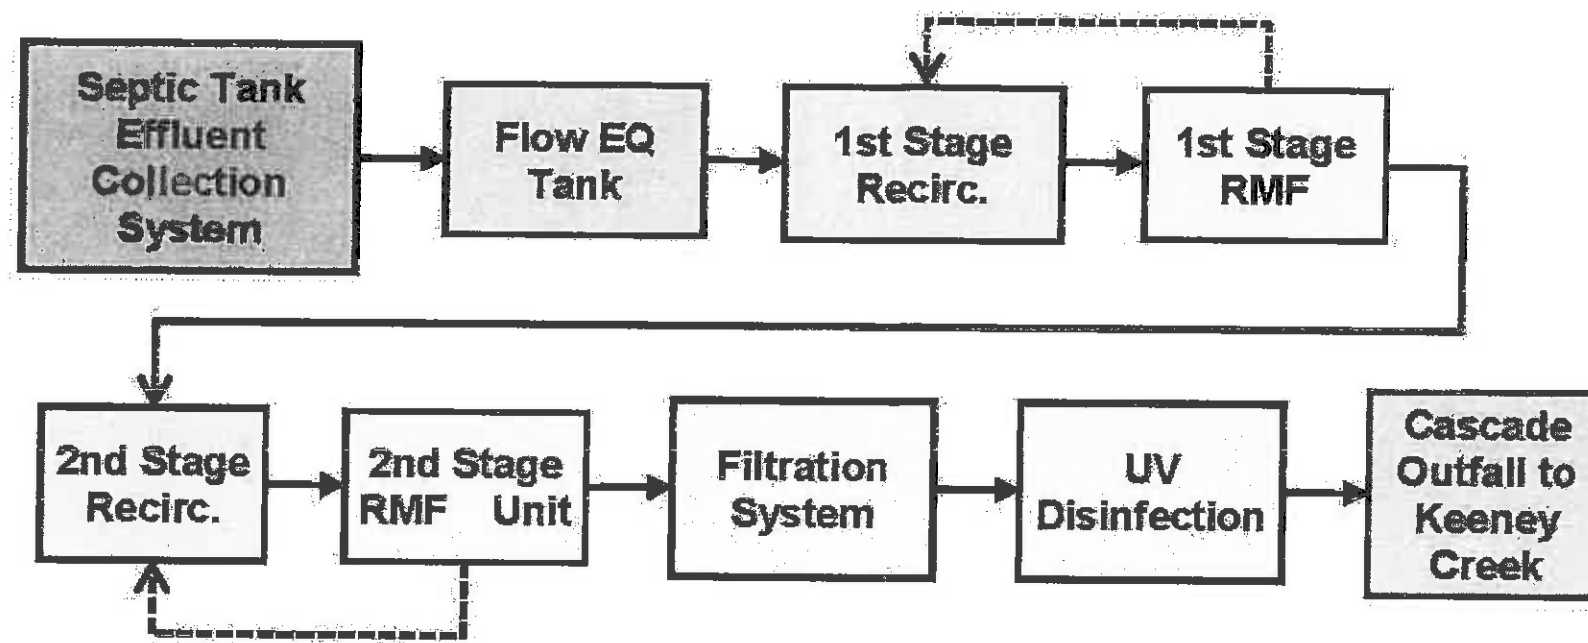 Septic Tank
Effluent
Collection
System
Flow EQ
Tank
1st Stage
Recirc.
1st Stage
RMF
2nd Stage
Recirc.
2nd Stage
RMF Unit
Filtration
System
UV
Disinfection
Cascade
Outfall to
Keeney
Creek